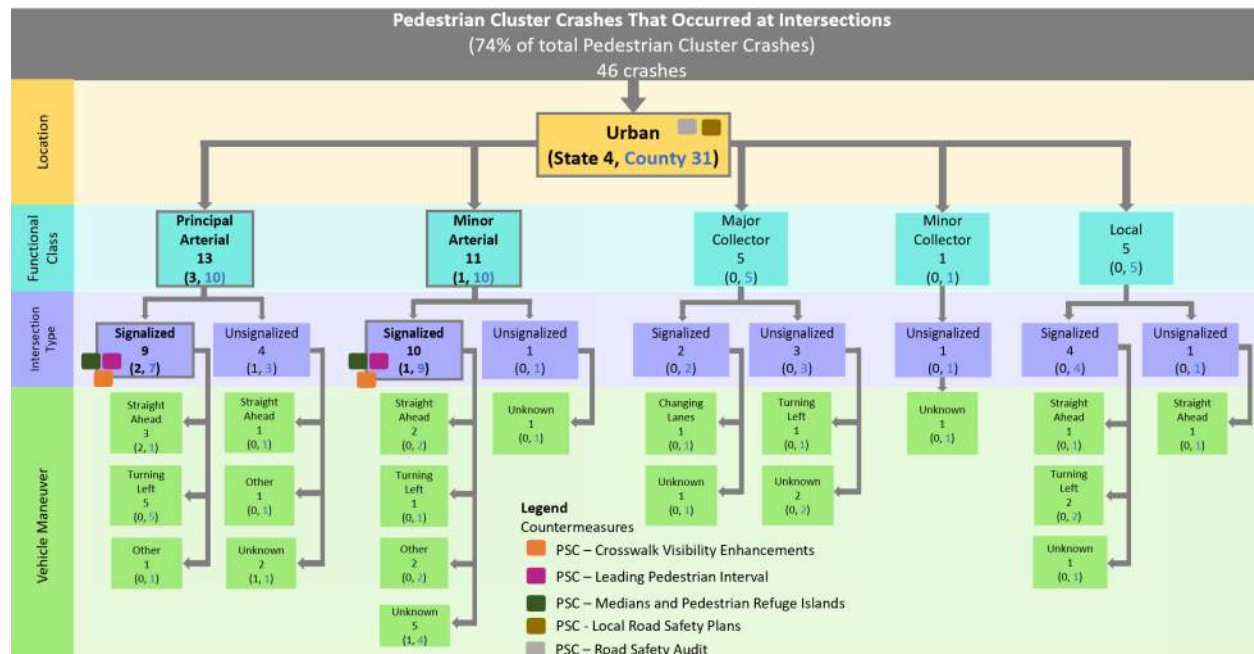 Pedestrian Cluster Crashes That Occurred at Intersections
(74% of total Pedestrian Cluster Crashes)
46 crashes
Location
Urban
(State 4, County 31)
Functional
Class
Principal
Arterial
13
(3, 10)
Minor
Arterial
11
(1, 10)
Major
Collector
5
(0, 5)
Minor
Collector
1
(0, 1)
Local
5
(0, 5)
Intersection
Type
Signalized
9
(2, 7)
Unsignalized
4
(1, 3)
Signalized
10
(1, 9)
Unsignalized
1
(0, 1)
Signalized
2
(0, 2)
Unsignalized
3
(0, 3)
Unsignalized
1
(0, 1)
Signalized
4
(0, 4)
Unsignalized
1
(0, 1)
Vehicle Maneuver
Straight
Ahead
3
(2, 1)
Turning
Left
5
(0, 5)
Other
1
(0, 1)
Straight
Ahead
1
(0, 1)
Other
1
(0, 1)
Unknown
2
(1, 1)
Straight
Ahead
2
(0, 2)
Turning
Left
1
(0, 1)
Other
2
(0, 2)
Unknown
5
(1, 4)
Unknown
1
(0, 1)
Changing
Lanes
1
(0, 1)
Unknown
1
(0, 1)
Turning
Left
1
(0, 1)
Unknown
2
(0, 2)
Unknown
1
(0, 1)
Straight
Ahead
1
(0, 1)
Turning
Left
2
(0, 2)
Unknown
1
(0, 1)
Straight
Ahead
1
(0, 1)
Legend
Countermeasures
PSC – Crosswalk Visibility Enhancements
PSC – Leading Pedestrian Interval
PSC – Medians and Pedestrian Refuge Islands
PSC - Local Road Safety Plans
PSC – Road Safety Audit